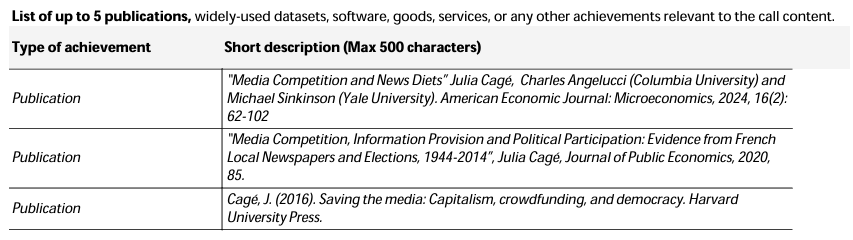 List of up to 5 publications, widely-used datasets, software, goods, services, or any other achievements relevant to the call content.
Type of achievement Short description (Max 500 characters)
Publication
"Media Competition and News Diets" Julia Cagé, Charles Angelucci (Columbia University) and
Michael Sinkinson (Yale University). American Economic Journal: Microeconomics, 2024, 16(2):
62-102
Publication
"Media Competition, Information Provision and Political Participation: Evidence from French
Local Newspapers and Elections, 1944-2014", Julia Cagé, Journal of Public Economics, 2020,
85.
Publication
Cagé, J. (2016). Saving the media: Capitalism, crowdfunding, and democracy. Harvard
University Press.